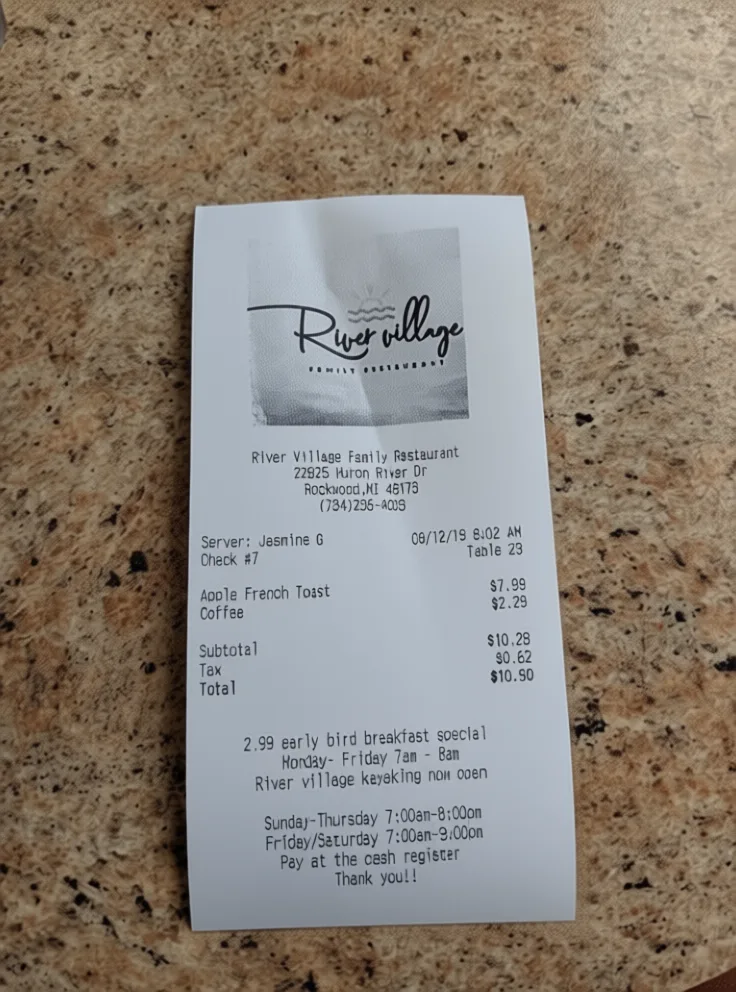 River village
FAMILY RESTAURANT
River Village Family Restaurant
22925 Huron River Dr
Rockwood, MI 48173
(734)
Server: Jasmine G 08/12/19 8:02 AM
Check #7 Table 23
Apple French Toast $7.99
Coffee $2.29
Subtotal $10.28
Tax $0.62
Total $10.90
2.99 early bird breakfast special
Monday- Friday 7am - 8am
River village kayaking now open
Sunday-Thursday 7:00am-8:00pm
Friday/Saturday 7:00am-9:00pm
Pay at the cash register
Thank you!!